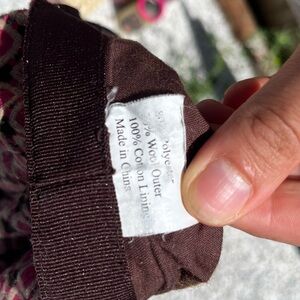 Polyester
% Wool Outer
100% Cotton Lining
Made in China